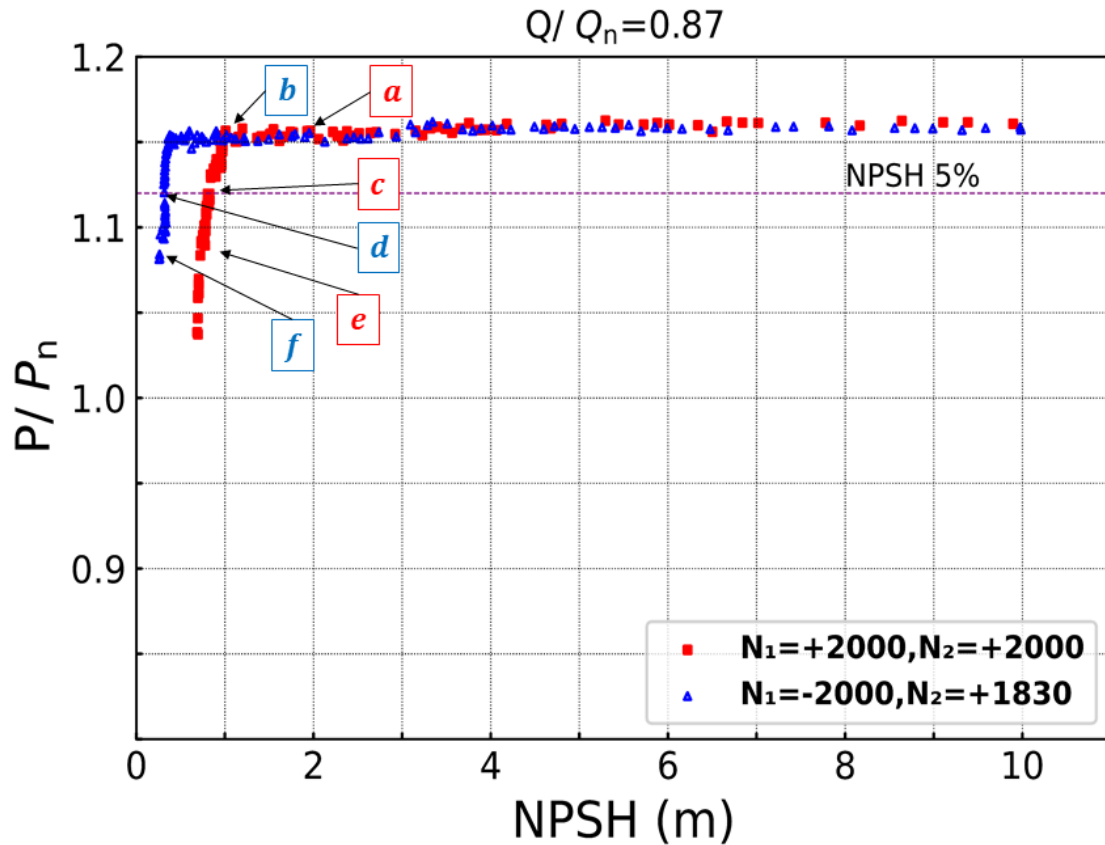 Q/ Qn=0.87
1.2
b
a
NPSH 5%
c
1.1
d
e
f
P/ Pn
1.0
0.9
N₁=+2000,N₂=+2000
N₁=-2000,N₂=+1830
0 2 4 6 8 10
NPSH (m)